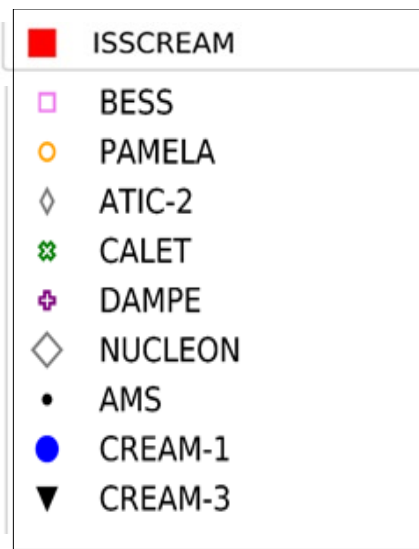 ISSCREAM
BESS
PAMELA
ATIC-2
CALET
DAMPE
NUCLEON
AMS
CREAM-1
CREAM-3